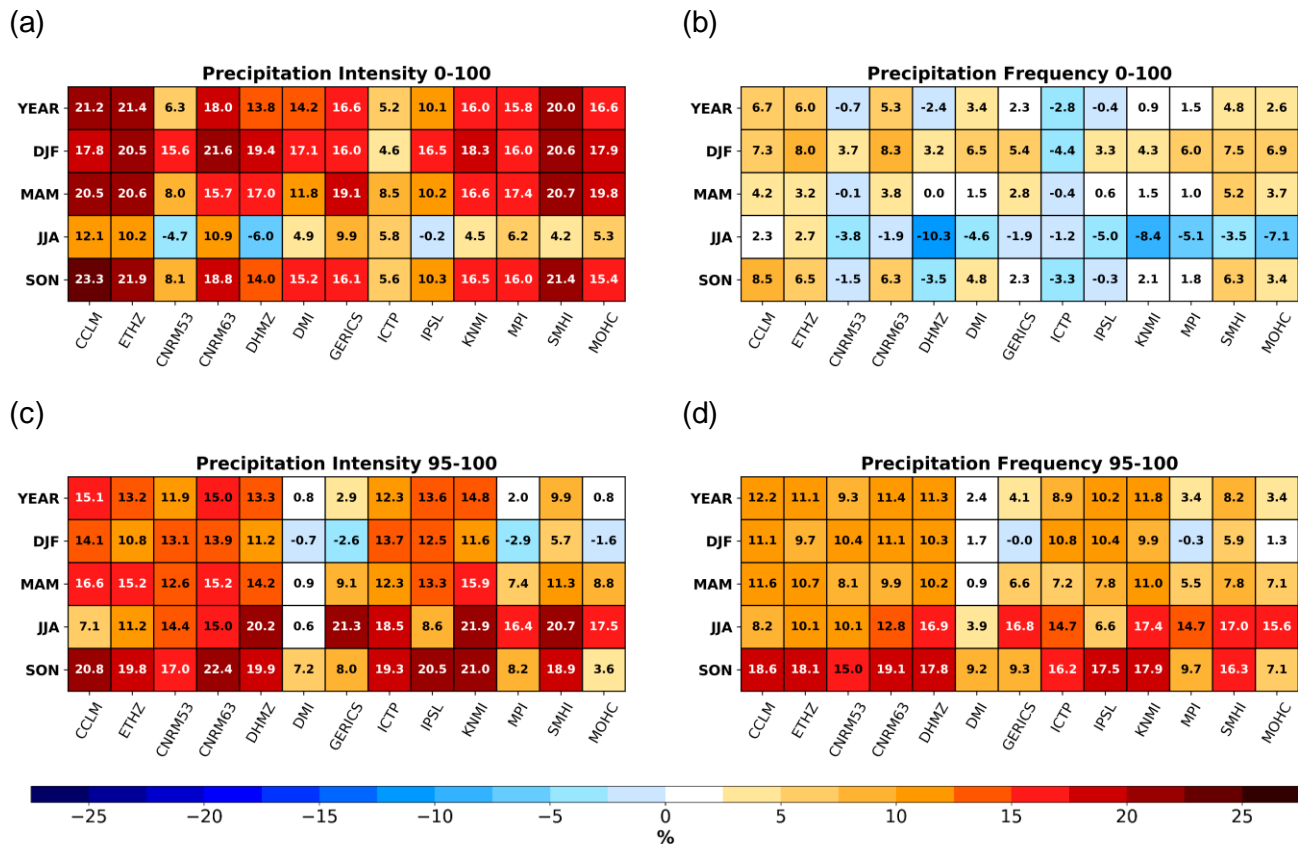 (a)
Precipitation Intensity 0-100
YEAR 21.2 21.4 6.3 18.0 13.8 14.2 16.6 5.2 10.1 16.0 15.8 20.0 16.6
DJF 17.8 20.5 15.6 21.6 19.4 17.1 16.0 4.6 16.5 18.3 16.0 20.6 17.9
MAM 20.5 20.6 8.0 15.7 17.0 11.8 19.1 8.5 10.2 16.6 17.4 20.7 19.8
JJA 12.1 10.2 -4.7 10.9 -6.0 4.9 9.9 5.8 -0.2 4.5 6.2 4.2 5.3
SON 23.3 21.9 8.1 18.8 14.0 15.2 16.1 5.6 10.3 16.5 16.0 21.4 15.4
CCLM ETHZ CNRM53 CNRM63 DHMZ DMI GERICS ICTP IPSL KNMI MPI SMHI MOHC
(b)
Precipitation Frequency 0-100
YEAR 6.7 6.0 -0.7 5.3 -2.4 3.4 2.3 -2.8 -0.4 0.9 1.5 4.8 2.6
DJF 7.3 8.0 3.7 8.3 3.2 6.5 5.4 -4.4 3.3 4.3 6.0 7.5 6.9
MAM 4.2 3.2 -0.1 3.8 0.0 1.5 2.8 -0.4 0.6 1.5 1.0 5.2 3.7
JJA 2.3 2.7 -3.8 -1.9 -10.3 -4.6 -1.9 -1.2 -5.0 -8.4 -5.1 -3.5 -7.1
SON 8.5 6.5 -1.5 6.3 -3.5 4.8 2.3 -3.3 -0.3 2.1 1.8 6.3 3.4
CCLM ETHZ CNRM53 CNRM63 DHMZ DMI GERICS ICTP IPSL KNMI MPI SMHI MOHC
(c)
Precipitation Intensity 95-100
YEAR 15.1 13.2 11.9 15.0 13.3 0.8 2.9 12.3 13.6 14.8 2.0 9.9 0.8
DJF 14.1 10.8 13.1 13.9 11.2 -0.7 -2.6 13.7 12.5 11.6 -2.9 5.7 -1.6
MAM 16.6 15.2 12.6 15.2 14.2 0.9 9.1 12.3 13.3 15.9 7.4 11.3 8.8
JJA 7.1 11.2 14.4 15.0 20.2 0.6 21.3 18.5 8.6 21.9 16.4 20.7 17.5
SON 20.8 19.8 17.0 22.4 19.9 7.2 8.0 19.3 20.5 21.0 8.2 18.9 3.6
CCLM ETHZ CNRM53 CNRM63 DHMZ DMI GERICS ICTP IPSL KNMI MPI SMHI MOHC
(d)
Precipitation Frequency 95-100
YEAR 12.2 11.1 9.3 11.4 11.3 2.4 4.1 8.9 10.2 11.8 3.4 8.2 3.4
DJF 11.1 9.7 10.4 11.1 10.3 1.7 -0.0 10.8 10.4 9.9 -0.3 5.9 1.3
MAM 11.6 10.7 8.1 9.9 10.2 0.9 6.6 7.2 7.8 11.0 5.5 7.8 7.1
JJA 8.2 10.1 10.1 12.8 16.9 3.9 16.8 14.7 6.6 17.4 14.7 17.0 15.6
SON 18.6 18.1 15.0 19.1 17.8 9.2 9.3 16.2 17.5 17.9 9.7 16.3 7.1
CCLM ETHZ CNRM53 CNRM63 DHMZ DMI GERICS ICTP IPSL KNMI MPI SMHI MOHC
−25 −20 −15 −10 −5 0 5 10 15 20 25
%